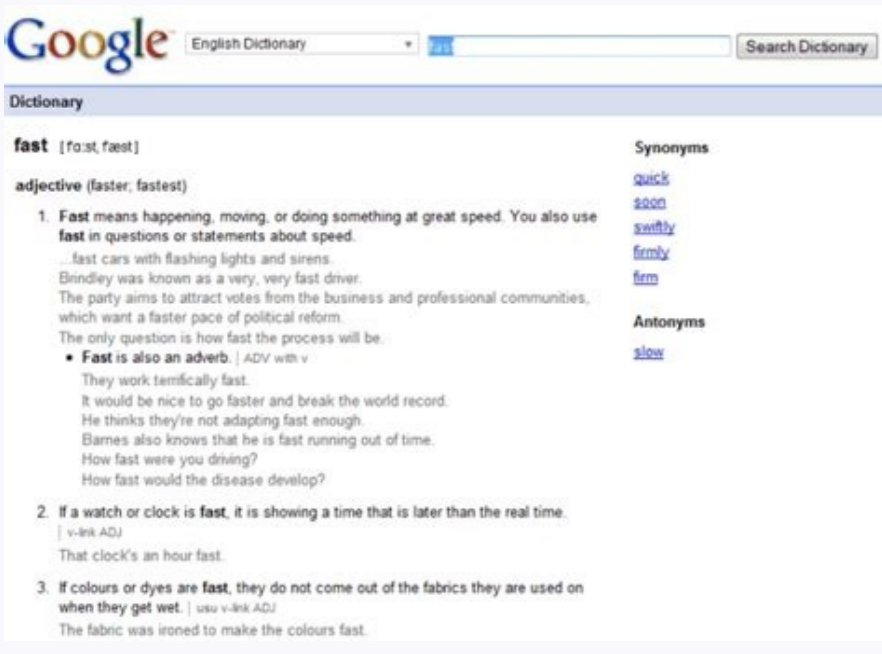 Google English Dictionary fast Search Dictionary
Dictionary
fast [fɑːst, fæst]
adjective (faster, fastest)
1. Fast means happening, moving, or doing something at great speed. You also use
fast in questions or statements about speed.
...fast cars with flashing lights and sirens.
Brindley was known as a very, very fast driver.
The party aims to attract votes from the business and professional communities,
which want a faster pace of political reform.
The only question is how fast the process will be.
• Fast is also an adverb. | ADV with v
They work terrifically fast.
It would be nice to go faster and break the world record.
He thinks they're not adapting fast enough.
Barnes also knows that he is fast running out of time.
How fast were you driving?
How fast would the disease develop?
2. If a watch or clock is fast, it is showing a time that is later than the real time.
| v-link ADJ
That clock's an hour fast.
3. If colours or dyes are fast, they do not come out of the fabrics they are used on
when they get wet. | usu v-link ADJ
The fabric was ironed to make the colours fast.
Synonyms
quick
soon
swiftly
firmly
firm
Antonyms
slow